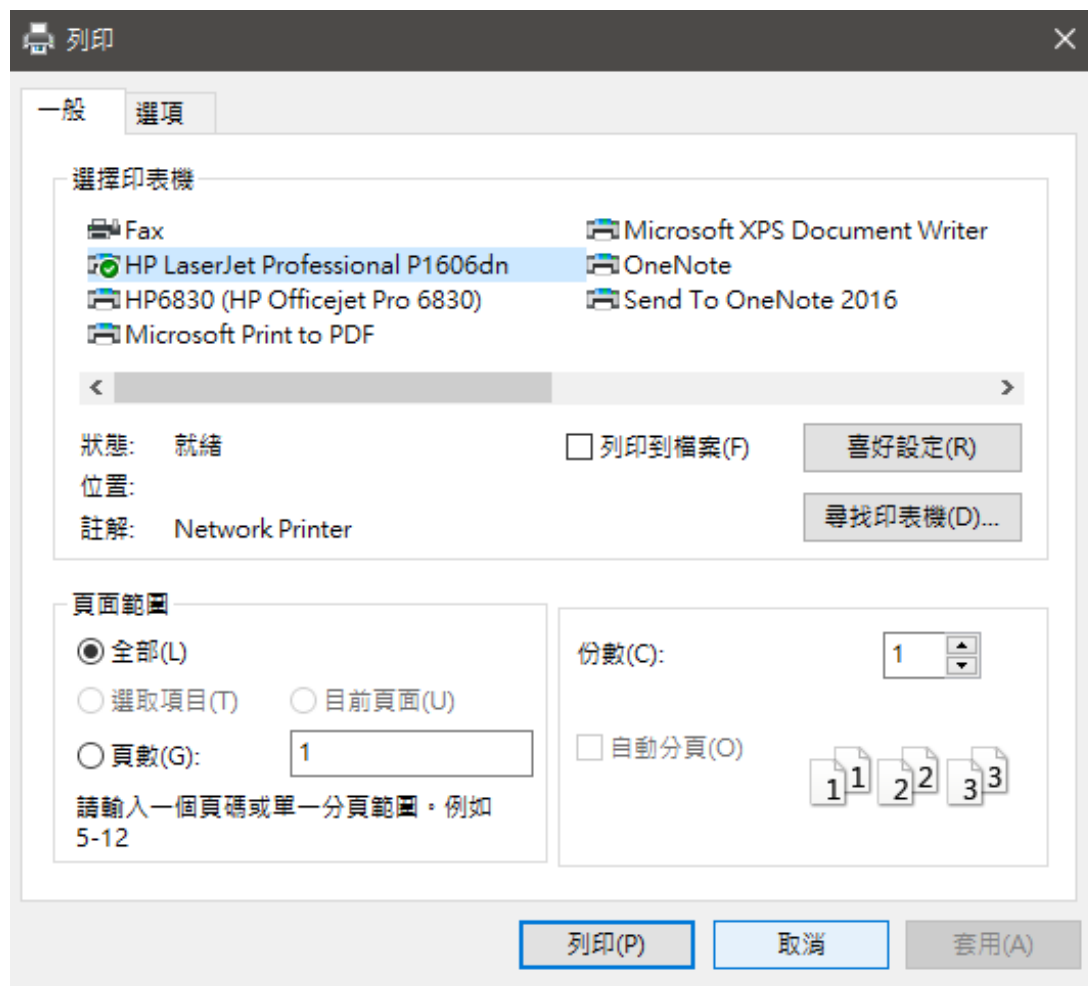 列印
一般
選項
選擇印表機
Fax
HP LaserJet Professional P1606dn
HP6830 (HP Officejet Pro 6830)
Microsoft Print to PDF
Microsoft XPS Document Writer
OneNote
Send To OneNote 2016
狀態: 就緒
位置:
註解: Network Printer
列印到檔案(F)
喜好設定(R)
尋找印表機(D)...
頁面範圍
全部(L)
選取項目(T)
目前頁面(U)
頁數(G): 1
請輸入一個頁碼或單一分頁範圍。例如
5-12
份數(C): 1
自動分頁(O)
1 1 2 2 3 3
列印(P)
取消
套用(A)